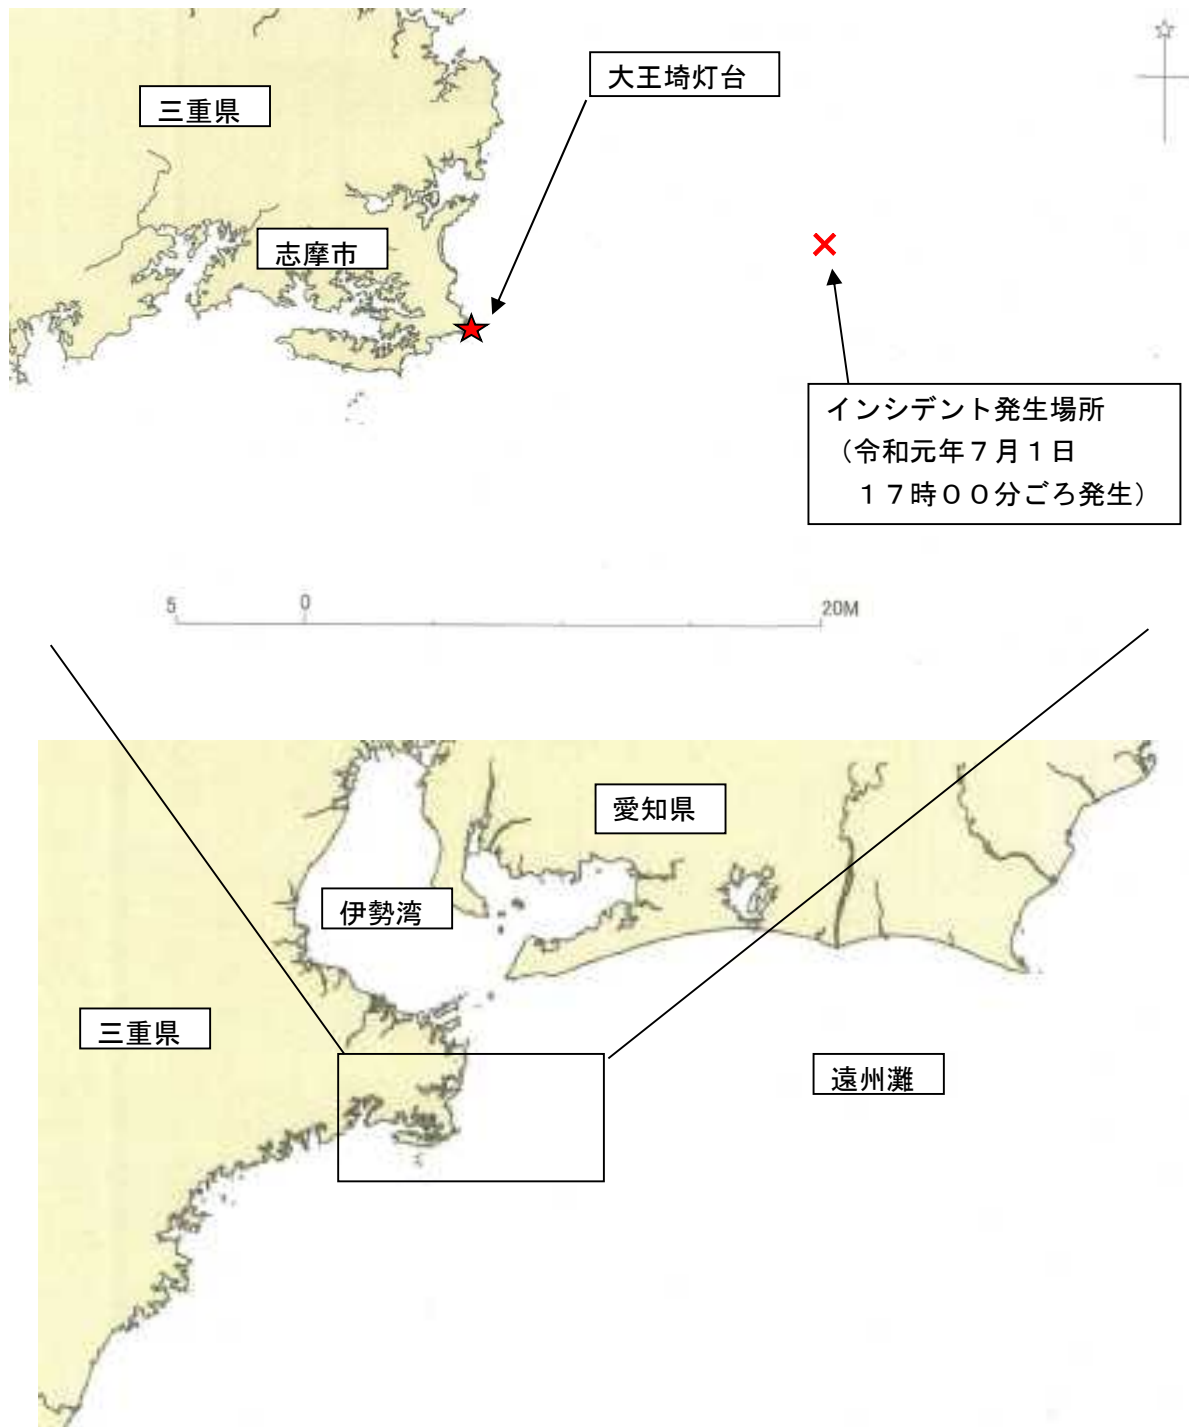 大王埼灯台
三重県
志摩市
インシデント発生場所
（令和元年７月１日
１７時００分ごろ発生）
5 0 20M
愛知県
伊勢湾
三重県
遠州灘